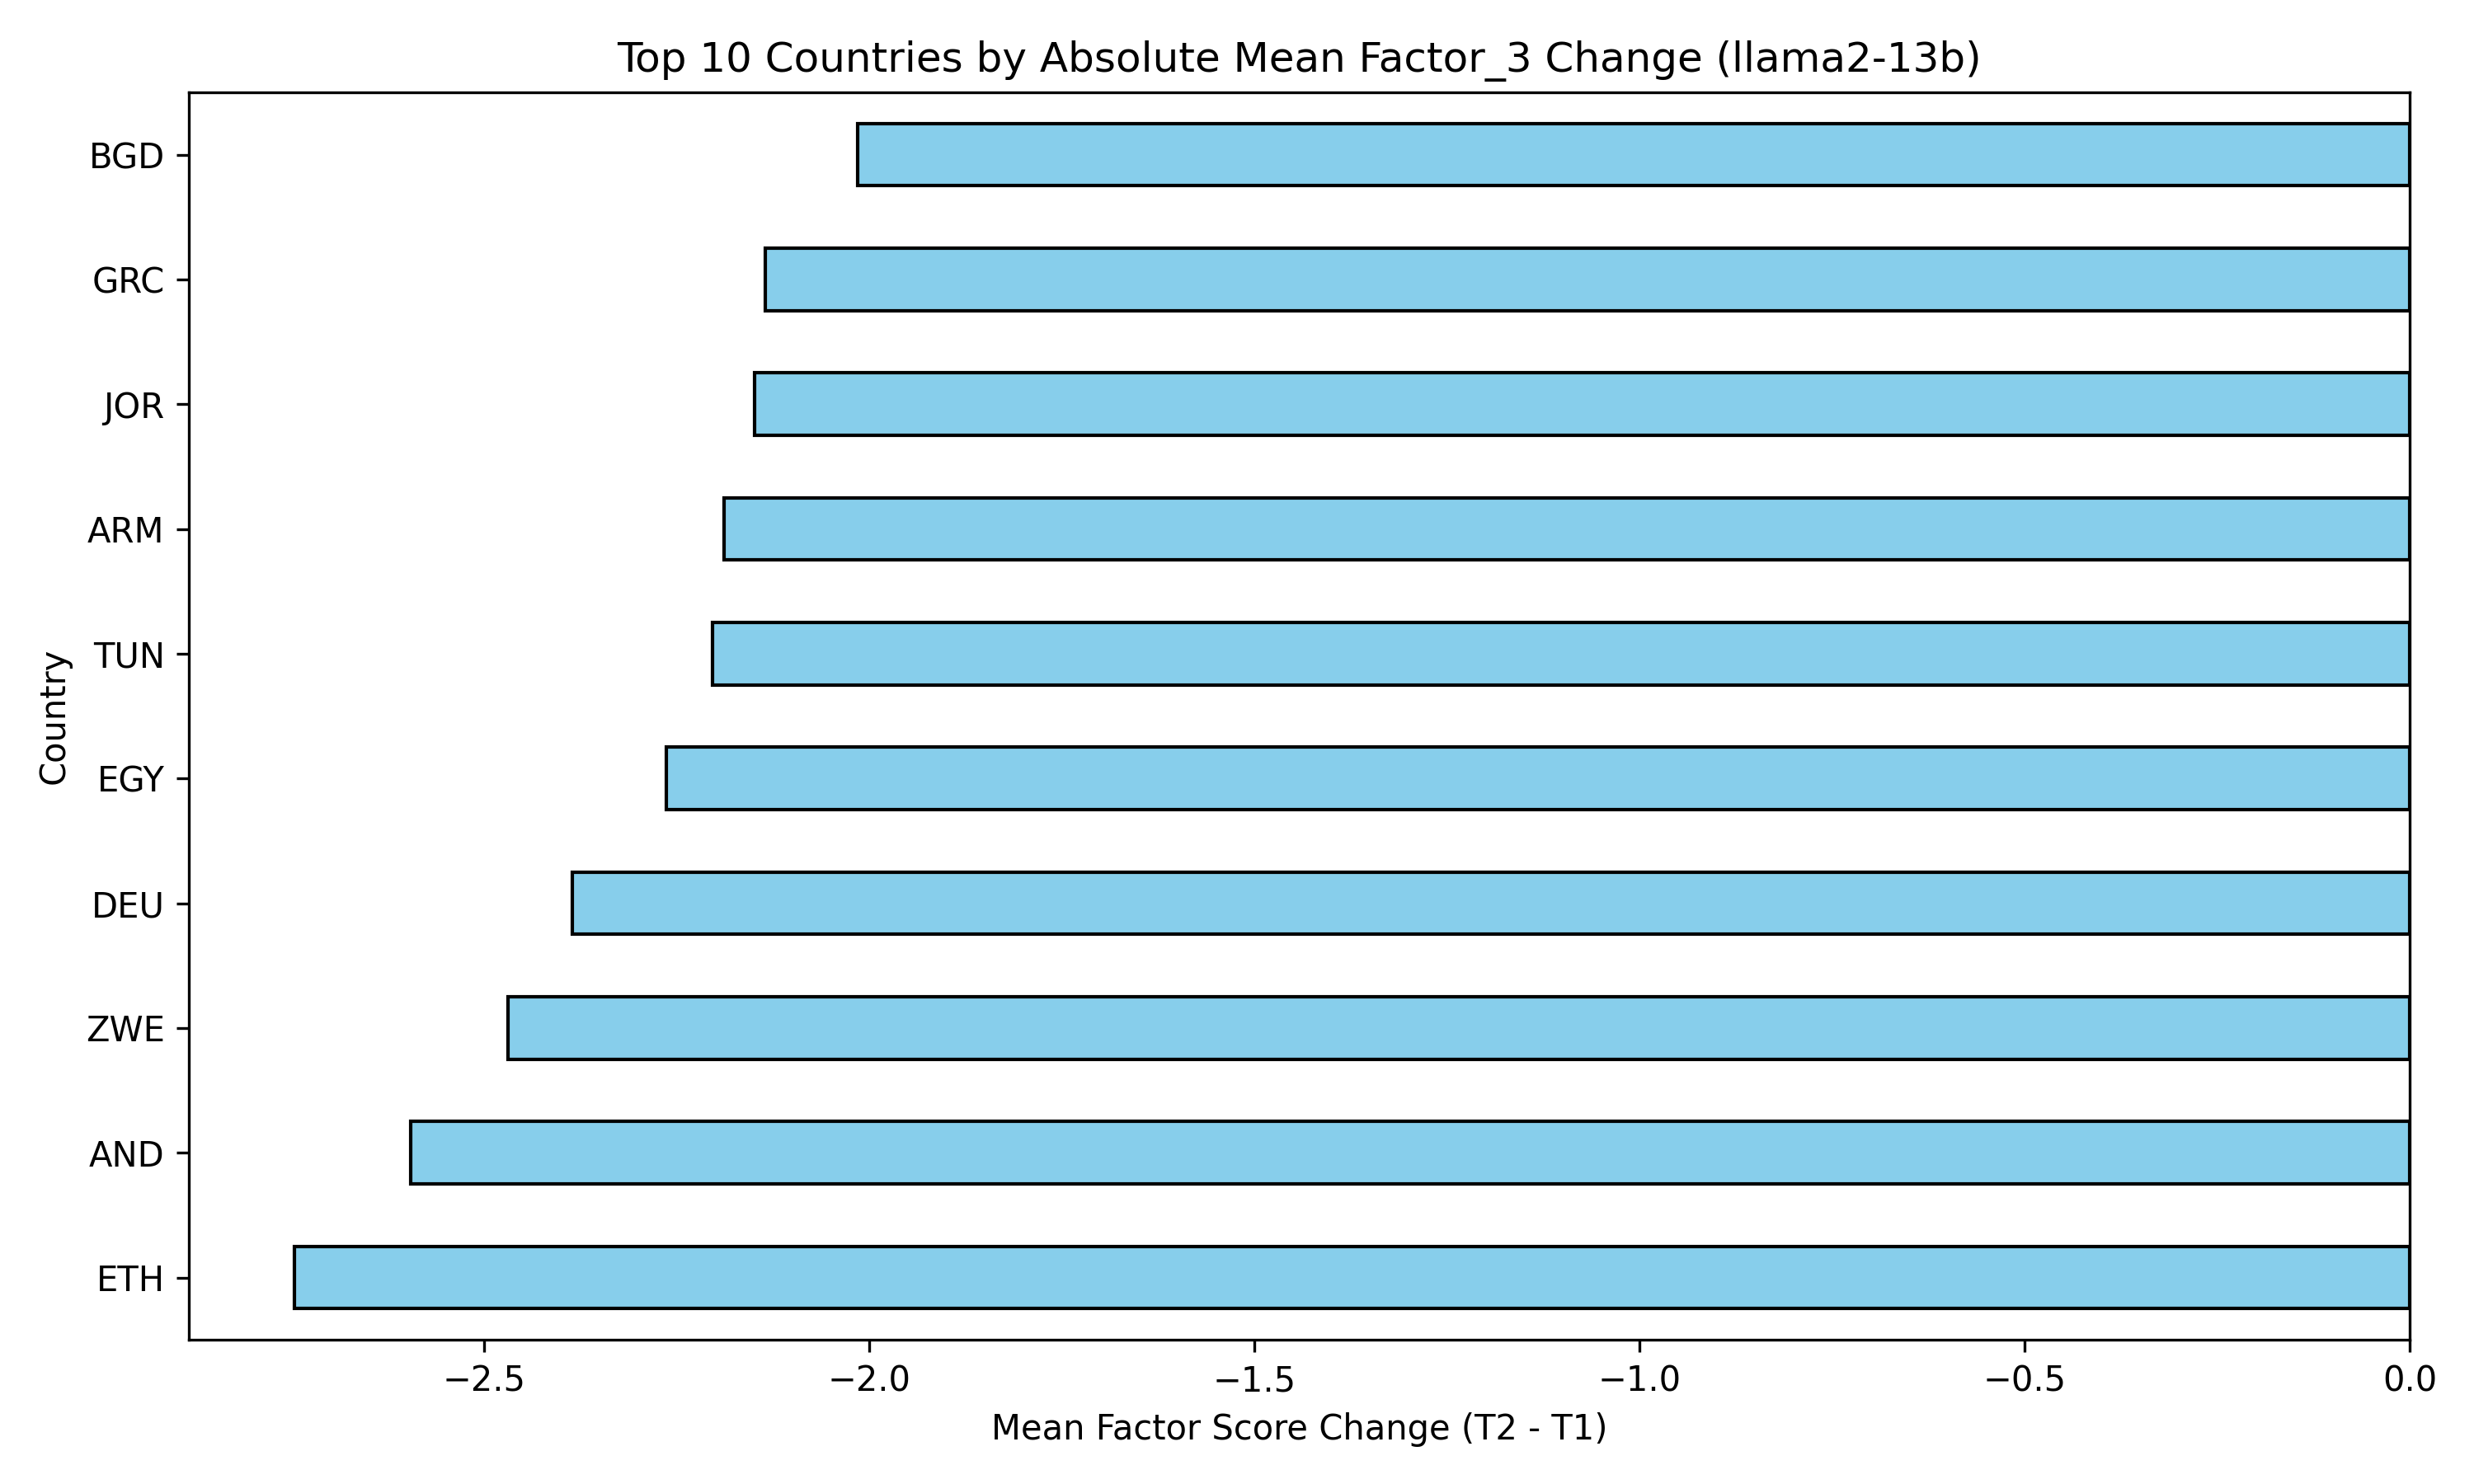 Top 10 Countries by Absolute Mean Factor_3 Change (llama2-13b)
BGD
GRC
JOR
ARM
TUN
EGY
DEU
ZWE
AND
ETH
Country
−2.5 −2.0 −1.5 −1.0 −0.5 0.0
Mean Factor Score Change (T2 - T1)